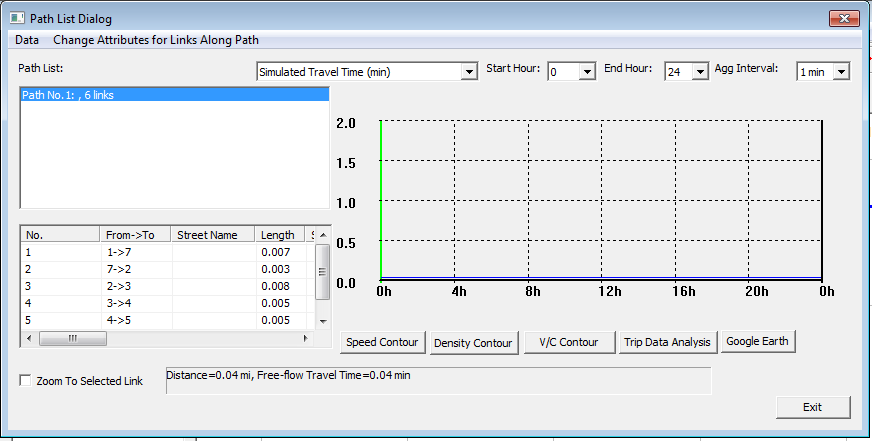 Path List Dialog
Data Change Attributes for Links Along Path
Path List: Simulated Travel Time (min) Start Hour: 0 End Hour: 24 Agg Interval: 1 min
Path No.1: , 6 links
2.0
1.5
1.0
0.5
0.0
0h 4h 8h 12h 16h 20h 0h
No. From->To Street Name Length
1 1->7 0.007
2 7->2 0.003
3 2->3 0.008
4 3->4 0.005
5 4->5 0.005
Speed Contour Density Contour V/C Contour Trip Data Analysis Google Earth
Zoom To Selected Link Distance=0.04 mi, Free-flow Travel Time=0.04 min
Exit